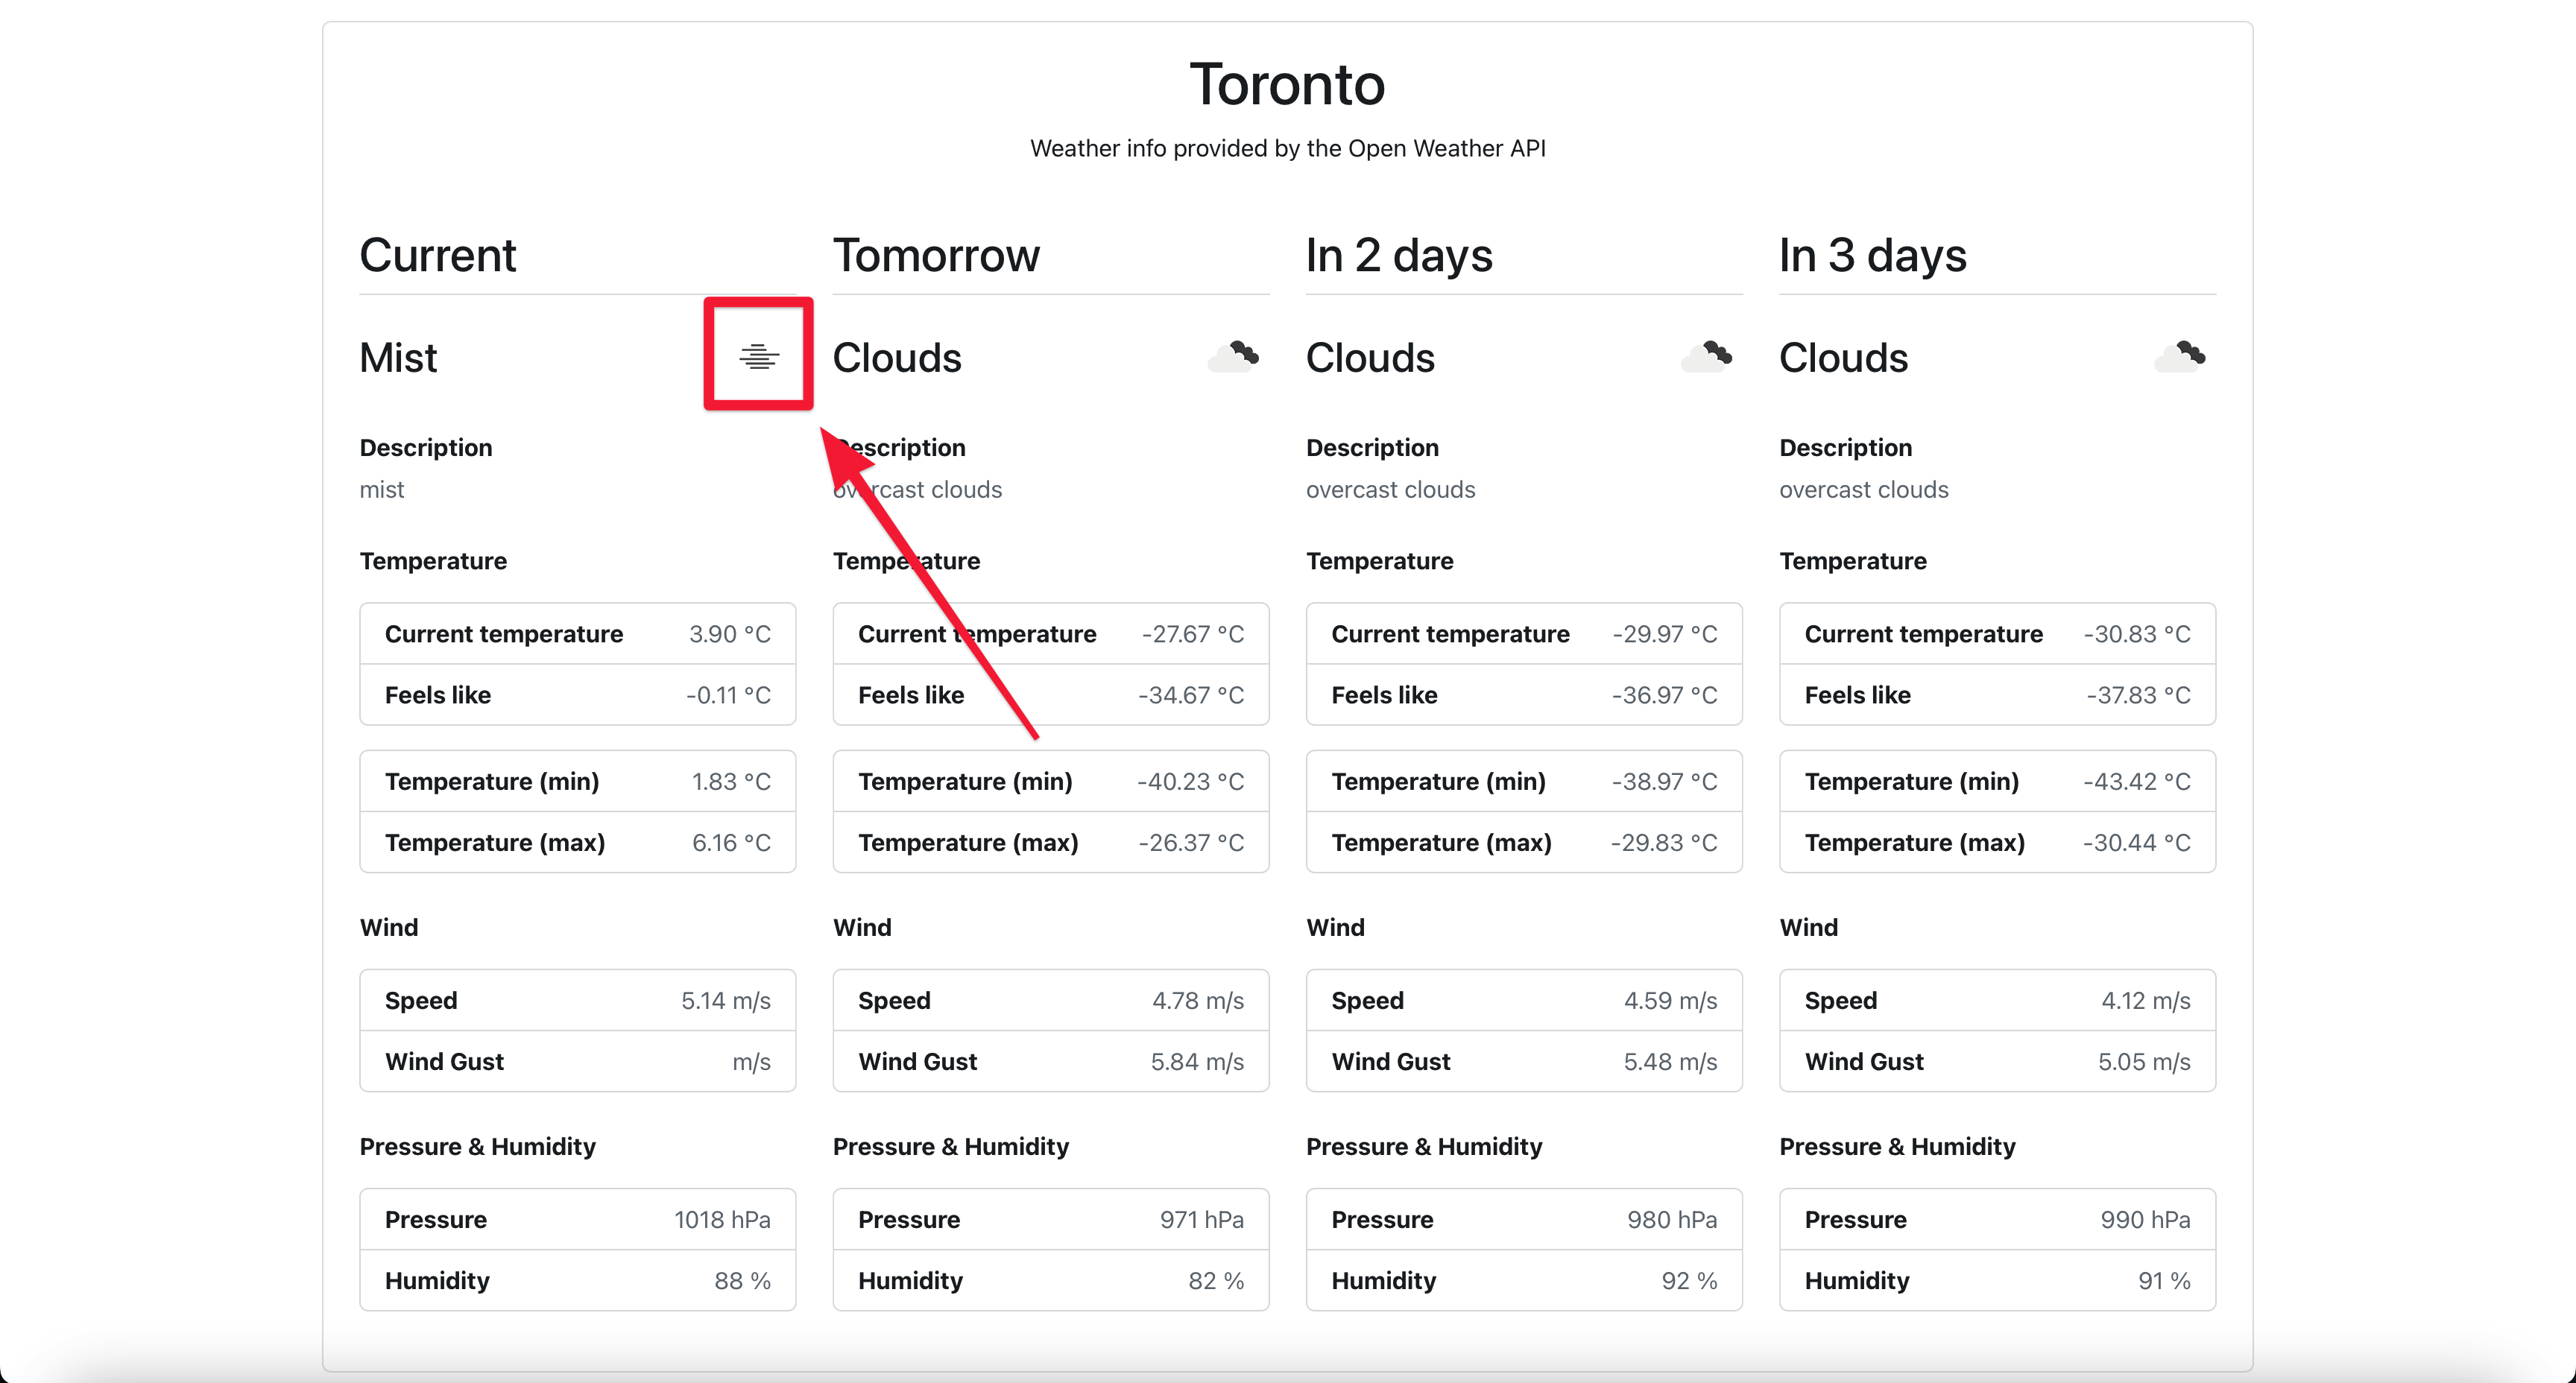 Toronto
Weather info provided by the Open Weather API
Current
Mist
Description
mist
Temperature
Current temperature 3.90 °C
Feels like -0.11 °C
Temperature (min) 1.83 °C
Temperature (max) 6.16 °C
Wind
Speed 5.14 m/s
Wind Gust m/s
Pressure & Humidity
Pressure 1018 hPa
Humidity 88 %
Tomorrow
Clouds
Description
overcast clouds
Temperature
Current temperature -27.67 °C
Feels like -34.67 °C
Temperature (min) -40.23 °C
Temperature (max) -26.37 °C
Wind
Speed 4.78 m/s
Wind Gust 5.84 m/s
Pressure & Humidity
Pressure 971 hPa
Humidity 82 %
In 2 days
Clouds
Description
overcast clouds
Temperature
Current temperature -29.97 °C
Feels like -36.97 °C
Temperature (min) -38.97 °C
Temperature (max) -29.83 °C
Wind
Speed 4.59 m/s
Wind Gust 5.48 m/s
Pressure & Humidity
Pressure 980 hPa
Humidity 92 %
In 3 days
Clouds
Description
overcast clouds
Temperature
Current temperature -30.83 °C
Feels like -37.83 °C
Temperature (min) -43.42 °C
Temperature (max) -30.44 °C
Wind
Speed 4.12 m/s
Wind Gust 5.05 m/s
Pressure & Humidity
Pressure 990 hPa
Humidity 91 %